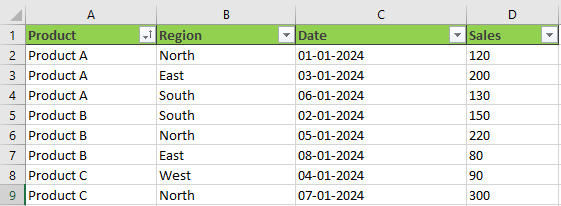 A B C D
1 Product Region Date Sales
2 Product A North 01-01-2024 120
3 Product A East 03-01-2024 200
4 Product A South 06-01-2024 130
5 Product B South 02-01-2024 150
6 Product B North 05-01-2024 220
7 Product B East 08-01-2024 80
8 Product C West 04-01-2024 90
9 Product C North 07-01-2024 300